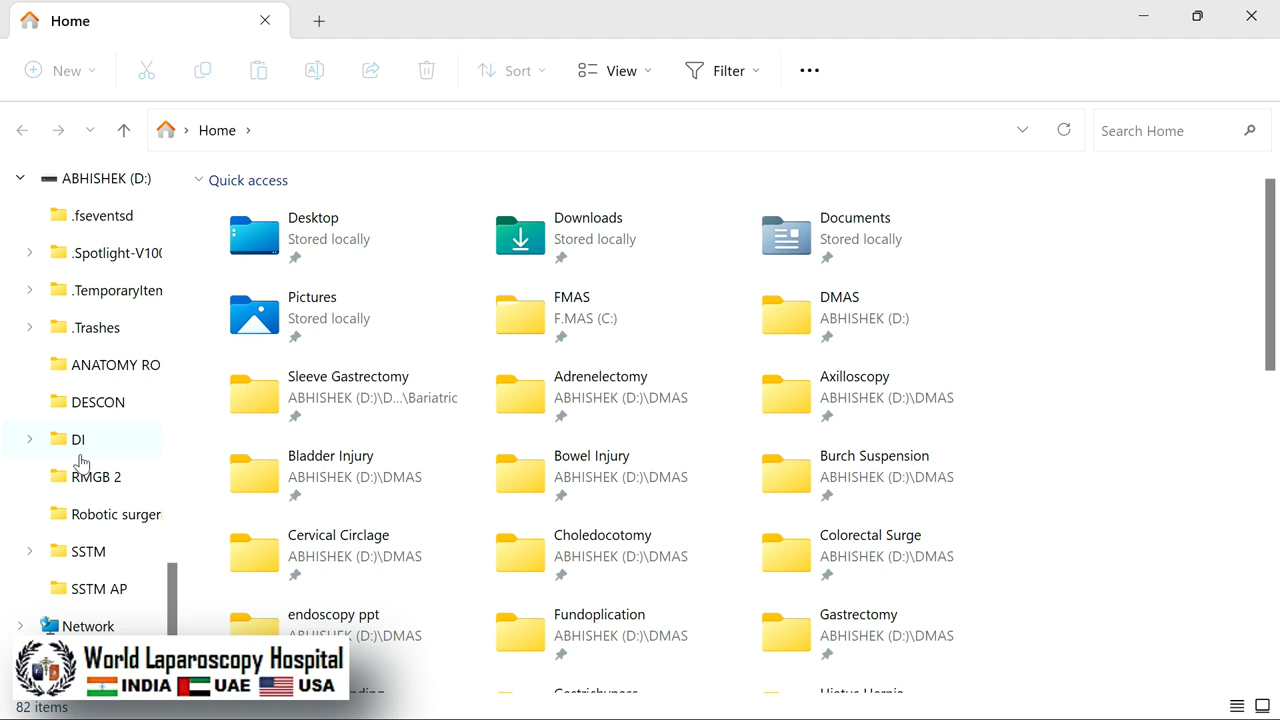 Home
New
Sort
View
Filter
Home
Search Home
ABHISHEK (D:)
.fseventsd
.Spotlight-V100
.TemporaryIten
.Trashes
ANATOMY RO
DESCON
DI
RMGB 2
Robotic surger
SSTM
SSTM AP
Network
Quick access
Desktop
Stored locally
Downloads
Stored locally
Documents
Stored locally
Pictures
Stored locally
FMAS
F.MAS (C:)
DMAS
ABHISHEK (D:)
Sleeve Gastrectomy
ABHISHEK (D:)\D...\Bariatric
Adrenelectomy
ABHISHEK (D:)\DMAS
Axilloscopy
ABHISHEK (D:)\DMAS
Bladder Injury
ABHISHEK (D:)\DMAS
Bowel Injury
ABHISHEK (D:)\DMAS
Burch Suspension
ABHISHEK (D:)\DMAS
Cervical Circlage
ABHISHEK (D:)\DMAS
Choledocotomy
ABHISHEK (D:)\DMAS
Colorectal Surge
ABHISHEK (D:)\DMAS
endoscopy ppt
ABHISHEK (D:)\DMAS
Fundoplication
ABHISHEK (D:)\DMAS
Gastrectomy
ABHISHEK (D:)\DMAS
World Laparoscopy Hospital
INDIA UAE USA
82 items